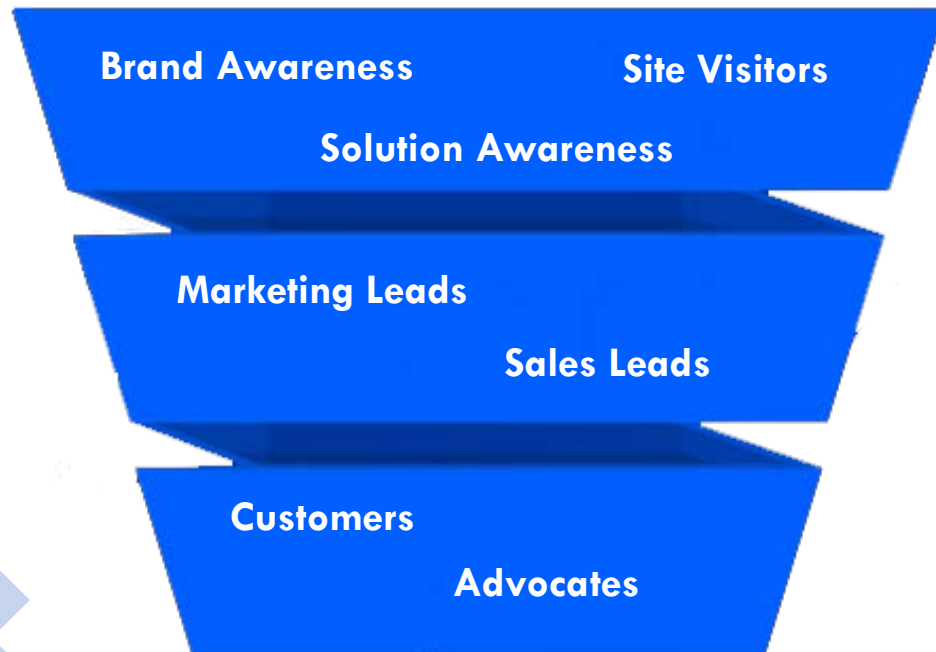 Brand Awareness
Site Visitors
Solution Awareness
Marketing Leads
Sales Leads
Customers
Advocates